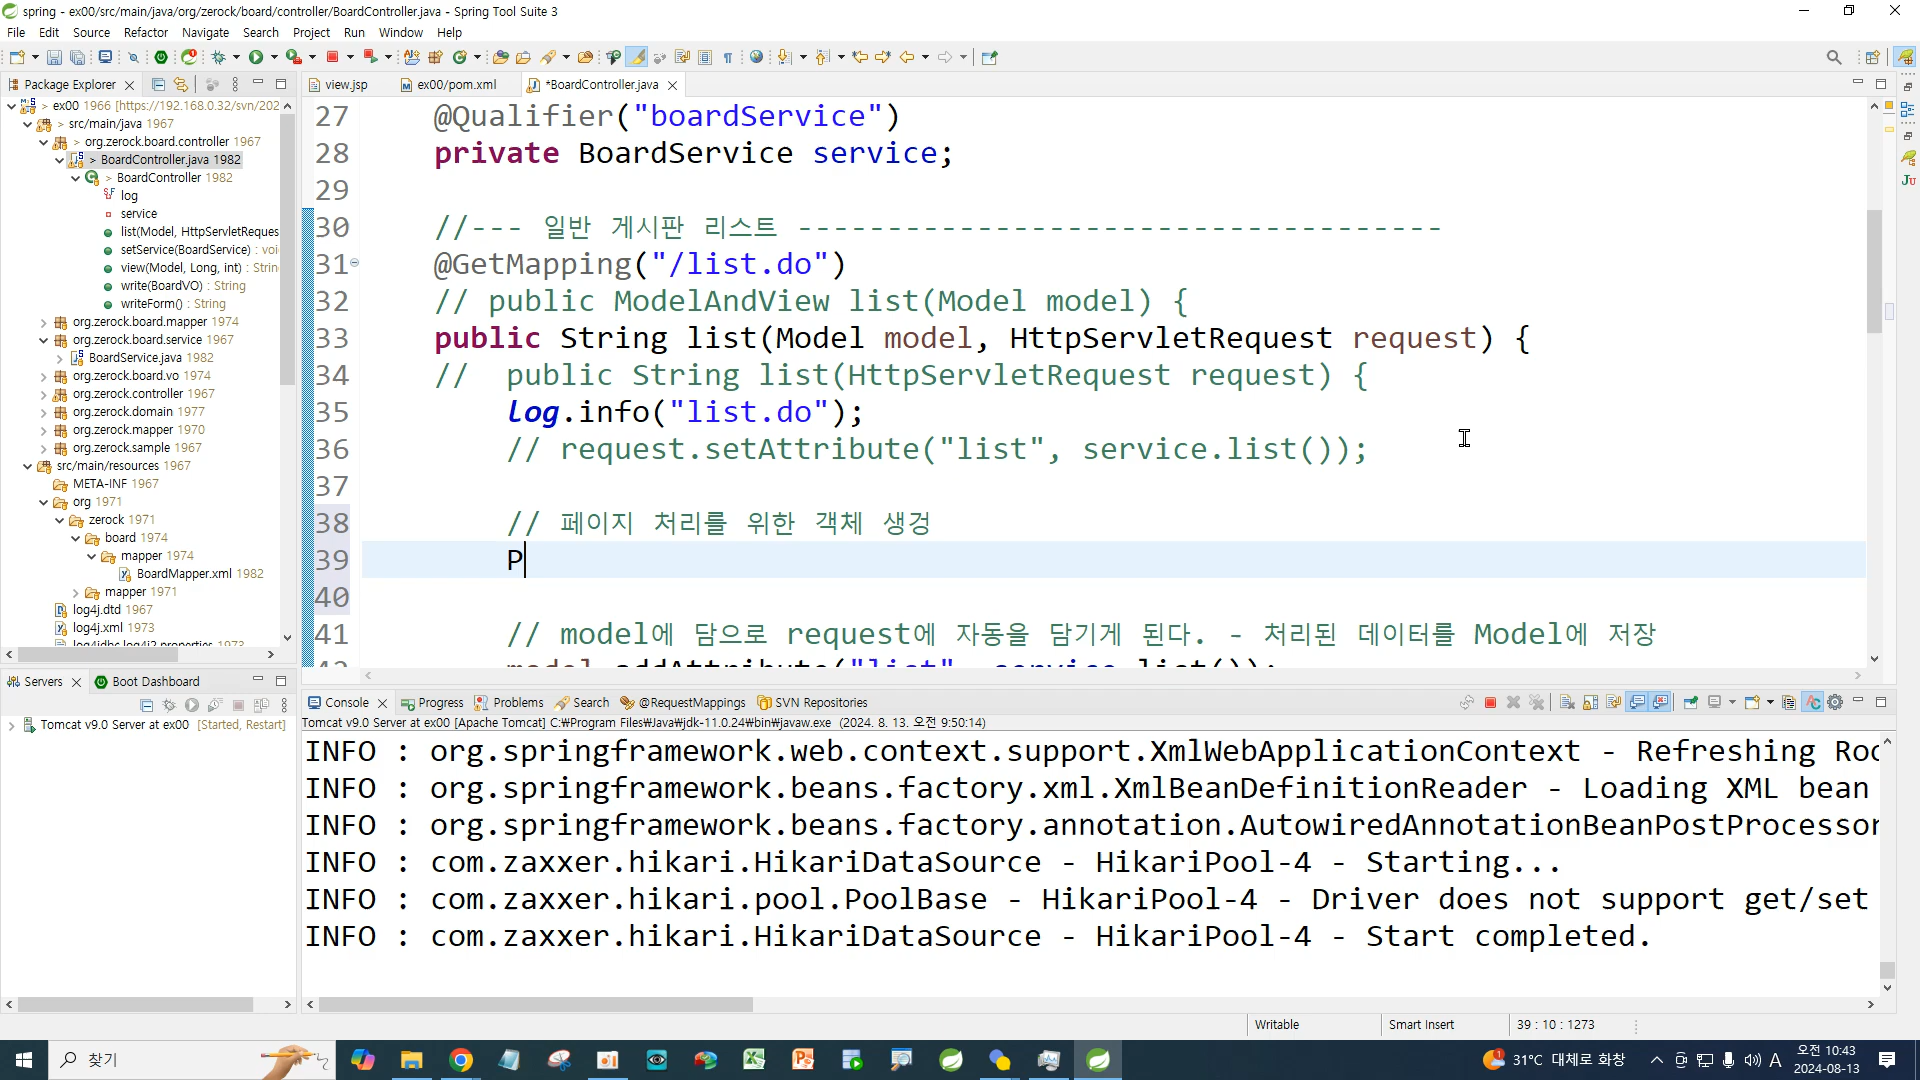 spring - ex00/src/main/java/org/zerock/board/controller/BoardController.java - Spring Tool Suite 3
File Edit Source Refactor Navigate Search Project Run Window Help
Package Explorer
view.jsp ex00/pom.xml *BoardController.java
ex00 1966 [https://192.168.0.32/svn/202
> src/main/java 1967
> org.zerock.board.controller 1967
> BoardController.java 1982
> BoardController 1982
log
service
list(Model, HttpServletReques
setService(BoardService) : voi
view(Model, Long, int) : Strin
write(BoardVO) : String
writeForm() : String
org.zerock.board.mapper 1974
org.zerock.board.service 1967
BoardService.java 1982
org.zerock.board.vo 1974
org.zerock.controller 1967
org.zerock.domain 1977
org.zerock.mapper 1970
org.zerock.sample 1967
src/main/resources 1967
META-INF 1967
org 1971
zerock 1971
board 1974
mapper 1974
BoardMapper.xml 1982
mapper 1971
log4j.dtd 1967
log4j.xml 1973
log4jdbc.log4j2.properties 1973
27 @Qualifier("boardService")
28 private BoardService service;
29
30 //--- 일반 게시판 리스트 ------------------------------------
31 @GetMapping("/list.do")
32 // public ModelAndView list(Model model) {
33 public String list(Model model, HttpServletRequest request) {
34 // public String list(HttpServletRequest request) {
35 log.info("list.do");
36 // request.setAttribute("list", service.list());
37
38 // 페이지 처리를 위한 객체 생겅
39 P
40
41 // model에 담으로 request에 자동을 담기게 된다. - 처리된 데이터를 Model에 저장
42 model.addAttribute("list", service.list());
Servers Boot Dashboard
Tomcat v9.0 Server at ex00 [Started, Restart]
Console Progress Problems Search @RequestMappings SVN Repositories
Tomcat v9.0 Server at ex00 [Apache Tomcat] C:₩Program Files₩Java₩jdk-11.0.24₩bin₩javaw.exe (2024. 8. 13. 오전 9:50:14)
INFO : org.springframework.web.context.support.XmlWebApplicationContext - Refreshing Roo
INFO : org.springframework.beans.factory.xml.XmlBeanDefinitionReader - Loading XML bean
INFO : org.springframework.beans.factory.annotation.AutowiredAnnotationBeanPostProcessor
INFO : com.zaxxer.hikari.HikariDataSource - HikariPool-4 - Starting...
INFO : com.zaxxer.hikari.pool.PoolBase - HikariPool-4 - Driver does not support get/set
INFO : com.zaxxer.hikari.HikariDataSource - HikariPool-4 - Start completed.
Writable Smart Insert 39 : 10 : 1273
찾기
31°C 대체로 화창
A
오전 10:43
2024-08-13